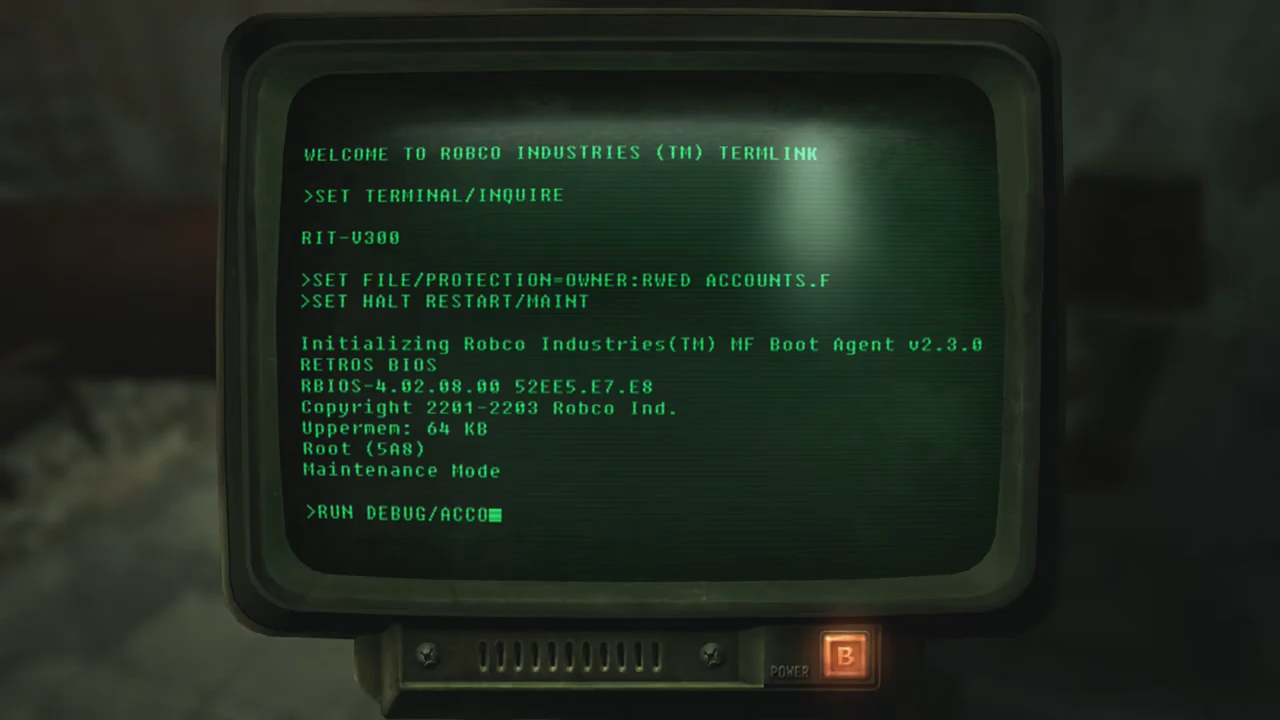 WELCOME TO ROBCO INDUSTRIES (TM) TERMLINK
>SET TERMINAL/INQUIRE
RIT-V300
>SET FILE/PROTECTION=OWNER:RWED ACCOUNTS.F
>SET HALT RESTART/MAINT
Initializing Robco Industries(TM) MF Boot Agent v2.3.0
RETROS BIOS
RBIOS-4.02.08.00 52EE5.E7.E8
Copyright 2201-2203 Robco Ind.
Uppermem: 64 KB
Root (5A8)
Maintenance Mode
>RUN DEBUG/ACCO
POWER
B